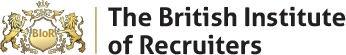 BIoR
The British Institute
of Recruiters